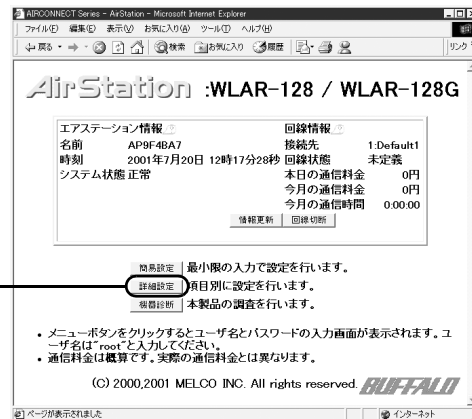 AIRCONNECT Series - AirStation - Microsoft Internet Explorer
ファイル(F) 編集(E) 表示(V) お気に入り(A) ツール(T) ヘルプ(H)
戻る 検索 お気に入り 履歴 リンク
AirStation :WLAR-128 / WLAR-128G
エアステーション情報 ? 回線情報 ?
名前 AP9F4BA7 接続先 1:Default1
時刻 2001年7月20日 12時17分28秒 回線状態 未定義
システム状態 正常 本日の通信料金 0円
今月の通信料金 0円
今月の通信時間 0:00:00
情報更新 回線切断
簡易設定 最小限の入力で設定を行います。
詳細設定 項目別に設定を行います。
機器診断 本製品の調査を行います。
• メニューボタンをクリックするとユーザ名とパスワードの入力画面が表示されます。ユ
ーザ名は"root"と入力してください。
• 通信料金は概算です。実際の通信料金とは異なります。
(C) 2000,2001 MELCO INC. All rights reserved. BUFFALO
ページが表示されました インターネット